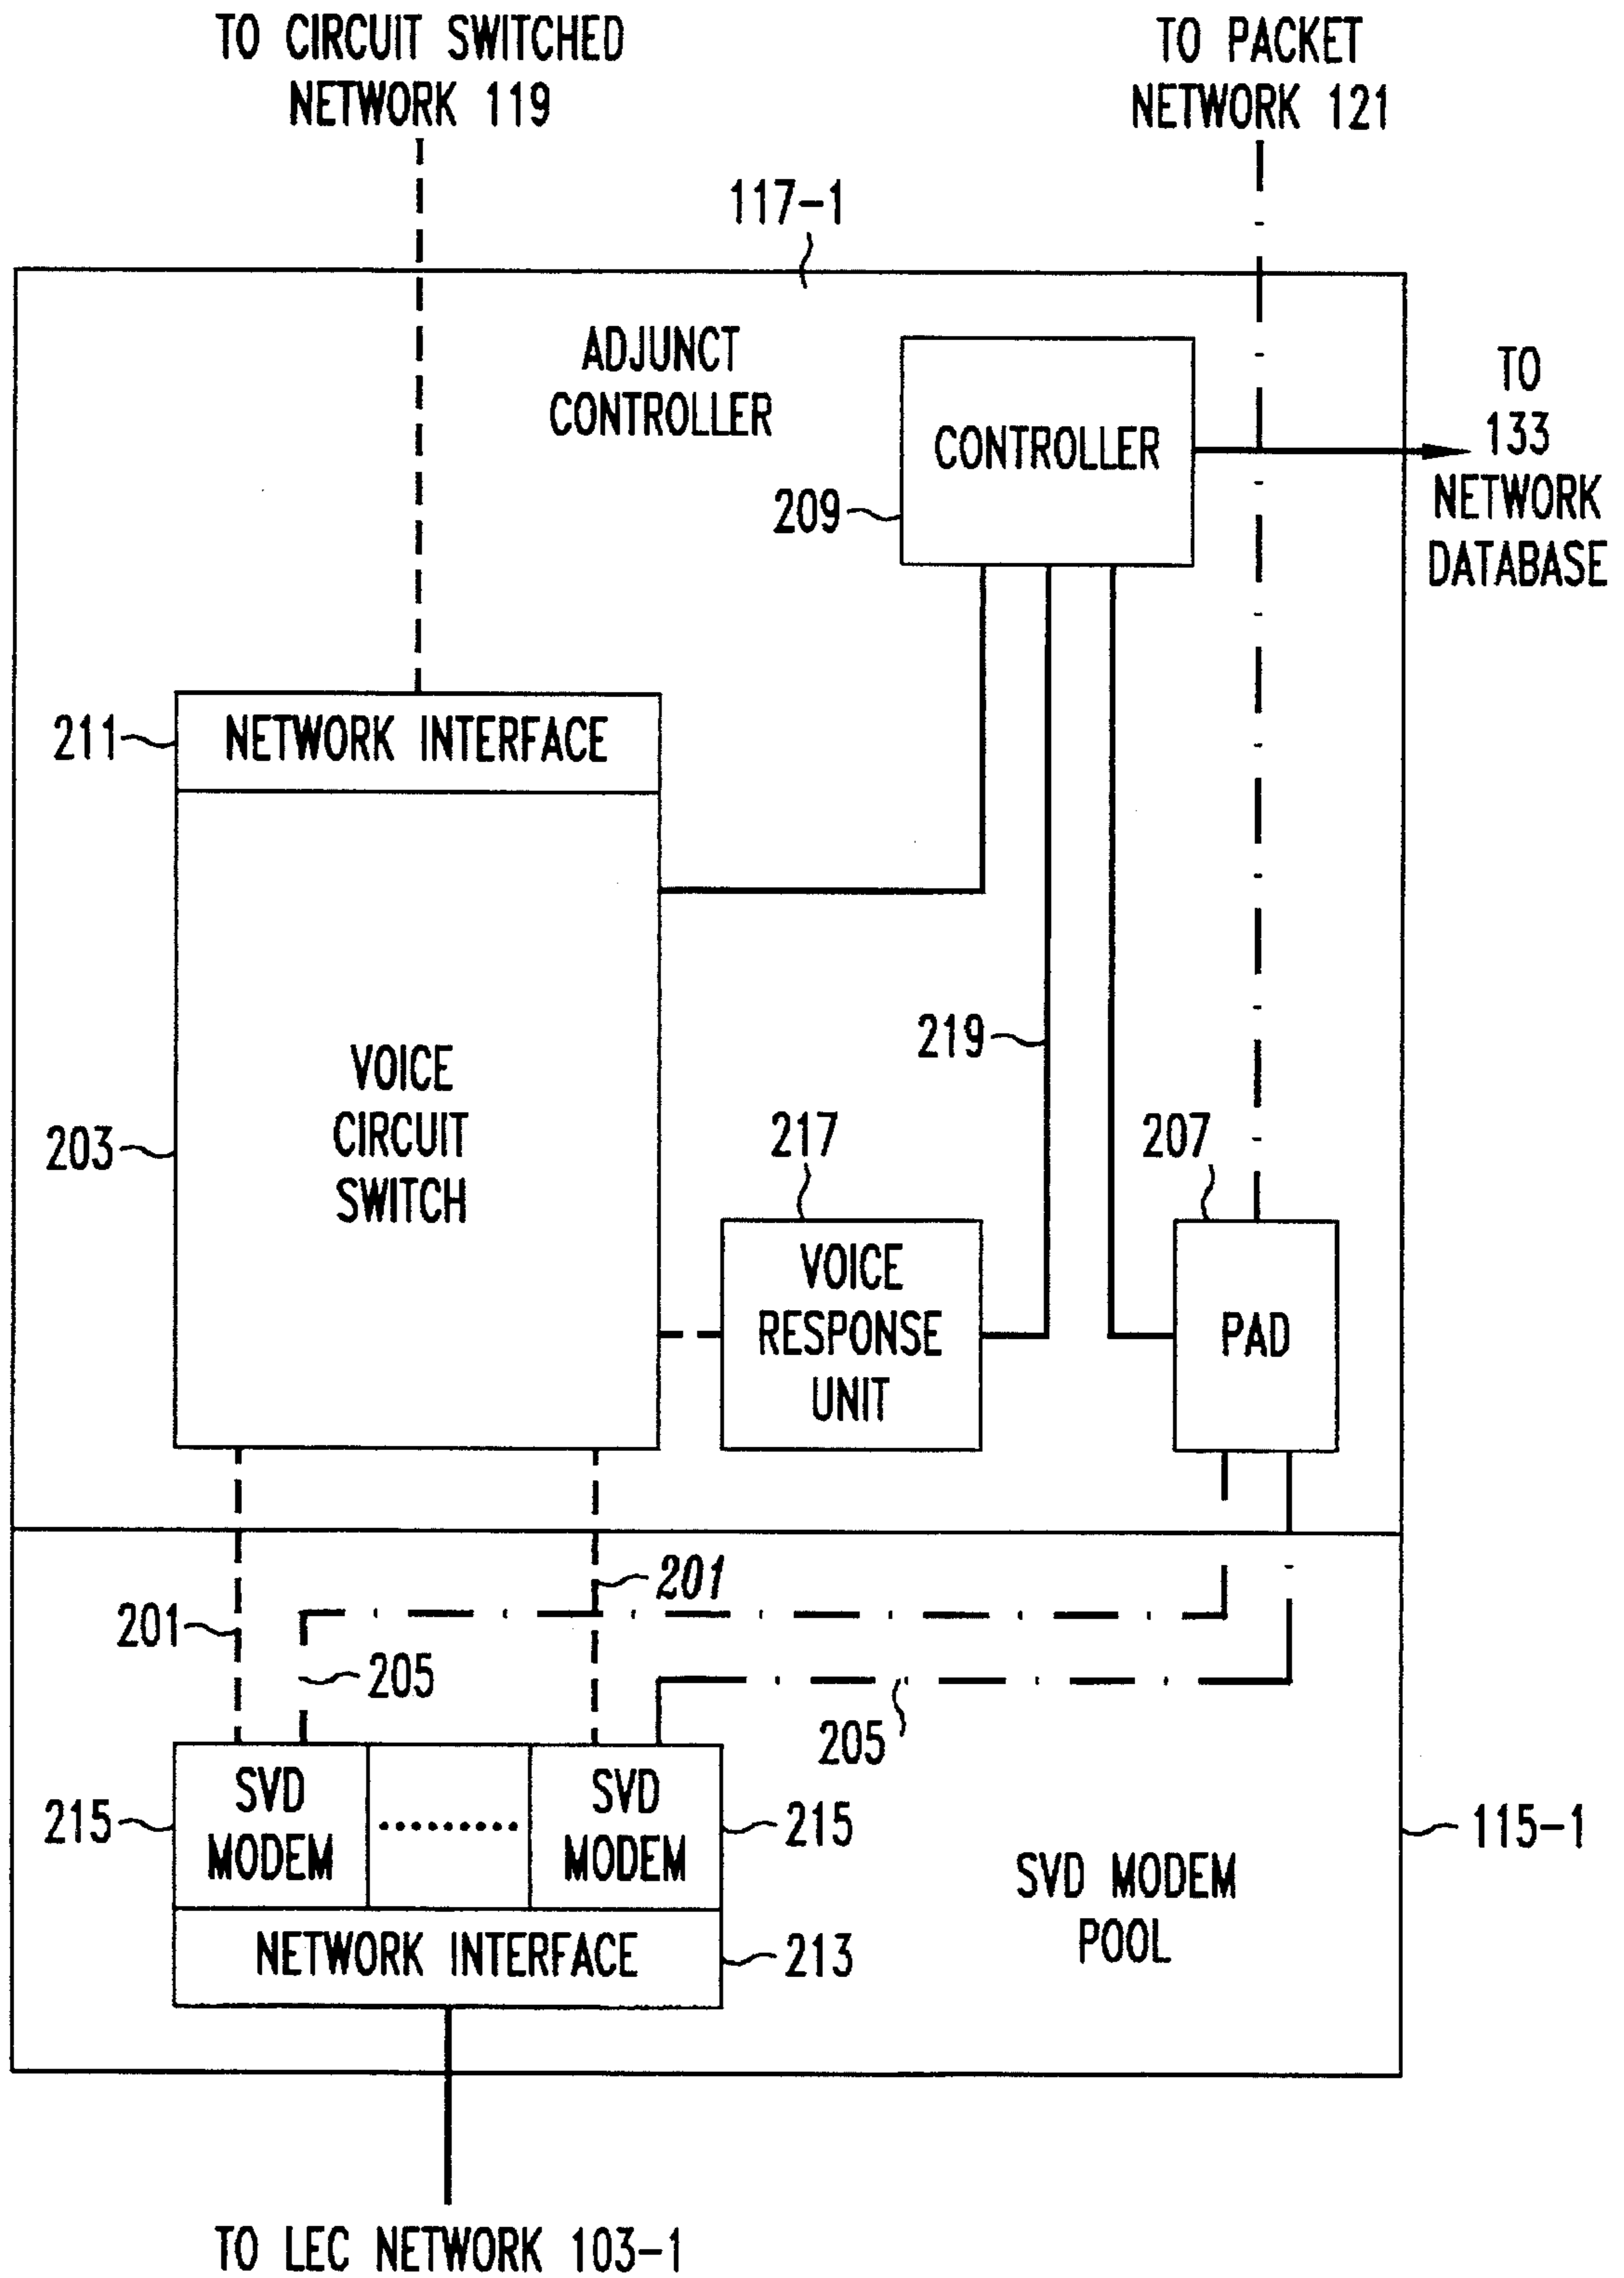 TO CIRCUIT SWITCHED
NETWORK 119
TO PACKET
NETWORK 121
117-1
ADJUNCT
CONTROLLER
CONTROLLER
209
TO
133
NETWORK
DATABASE
211
NETWORK INTERFACE
VOICE
CIRCUIT
SWITCH
203
219
217
207
VOICE
RESPONSE
UNIT
PAD
201
201
205
205
215
SVD
MODEM
SVD
MODEM
215
115-1
SVD MODEM
POOL
NETWORK INTERFACE
213
TO LEC NETWORK 103-1